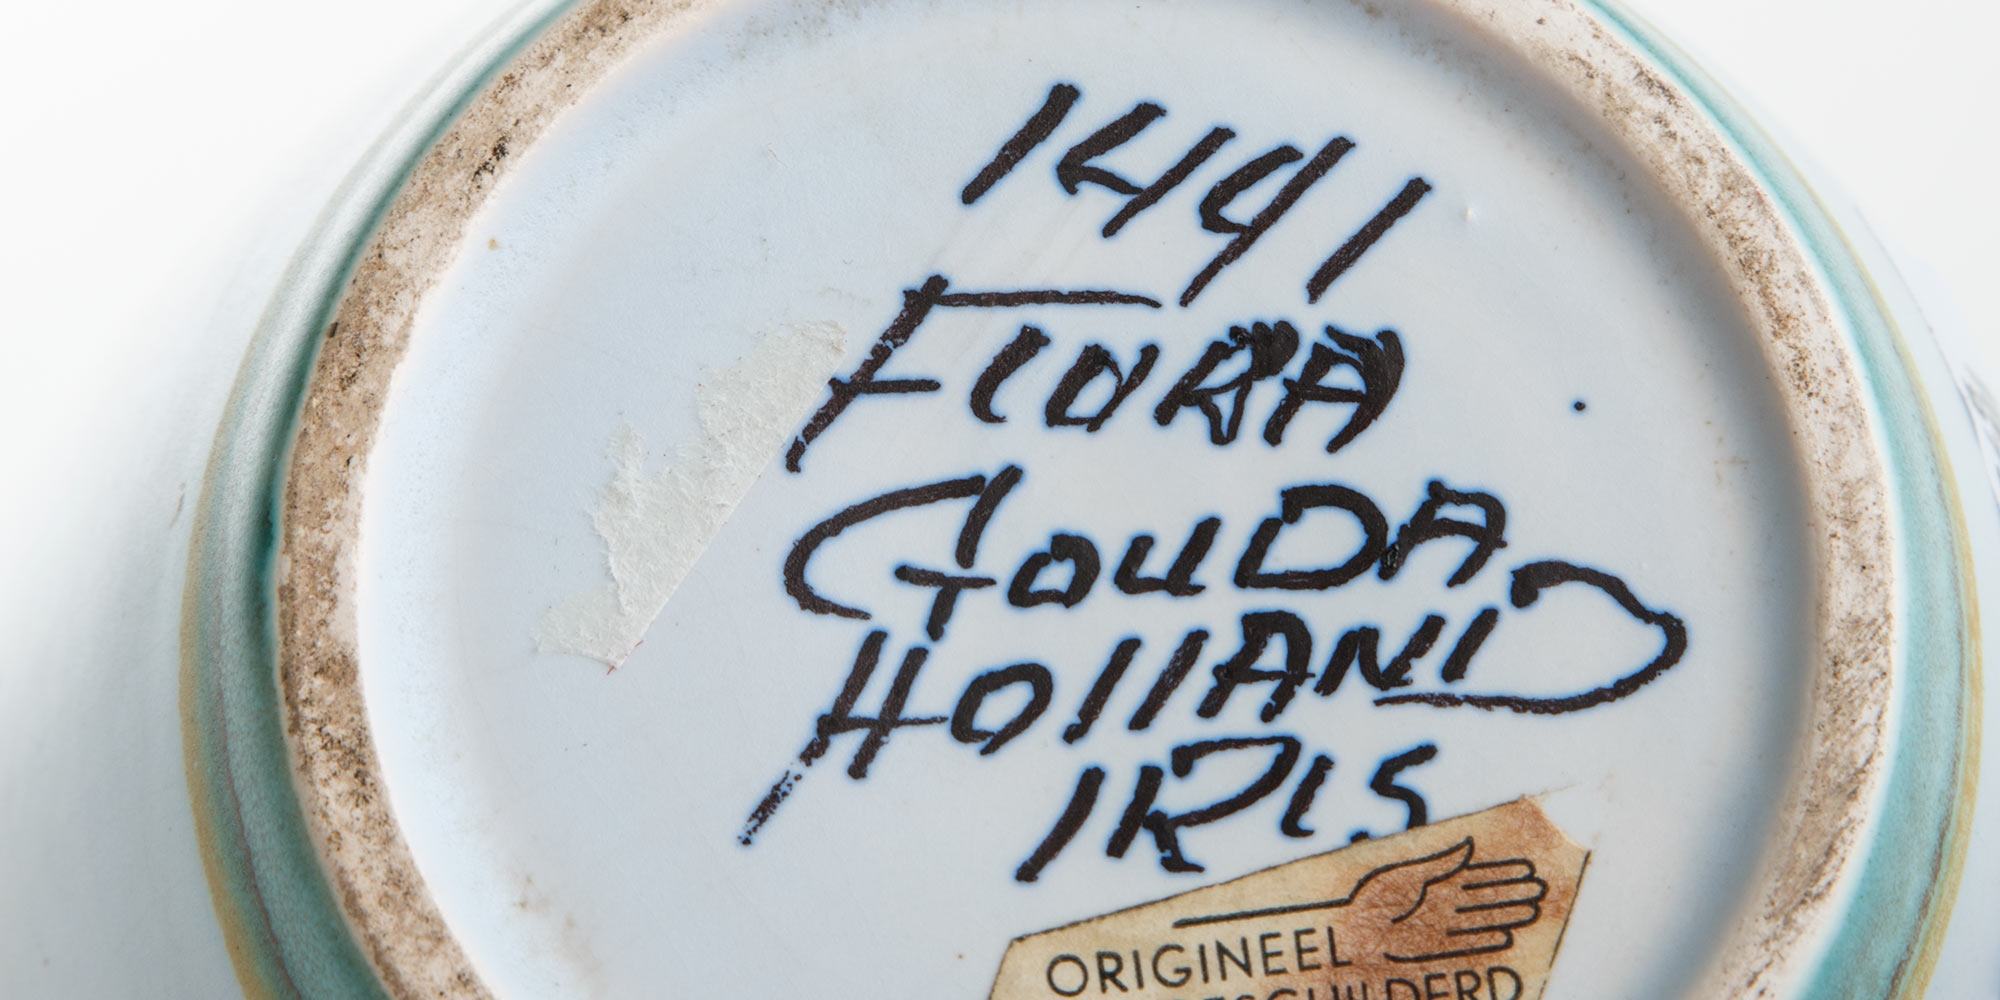 1491
FLORA
GOUDA
HOLLAND
IRIS
ORIGINEEL